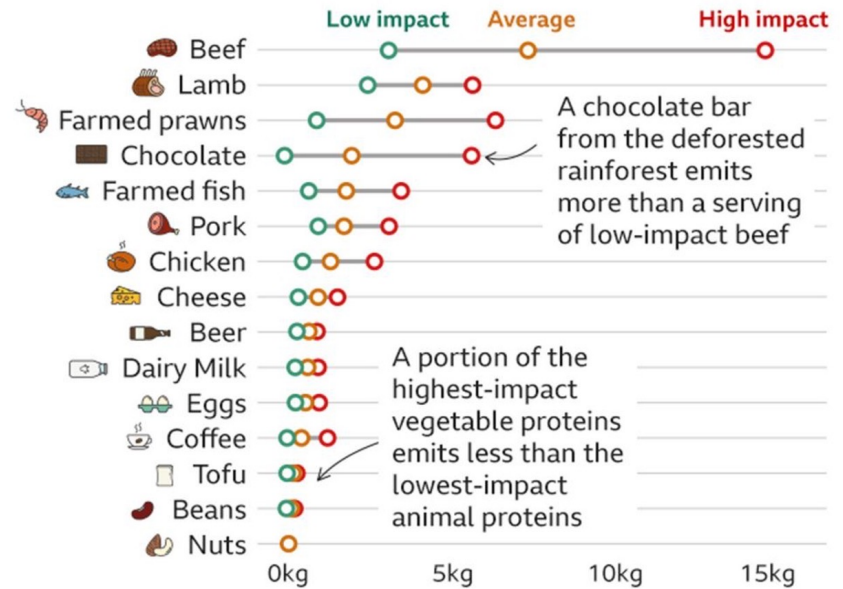 Low impact Average High impact
Beef
Lamb
Farmed prawns
Chocolate
Farmed fish
Pork
Chicken
Cheese
Beer
Dairy Milk
Eggs
Coffee
Tofu
Beans
Nuts
A chocolate bar
from the deforested
rainforest emits
more than a serving
of low-impact beef
A portion of the
highest-impact
vegetable proteins
emits less than the
lowest-impact
animal proteins
0kg 5kg 10kg 15kg